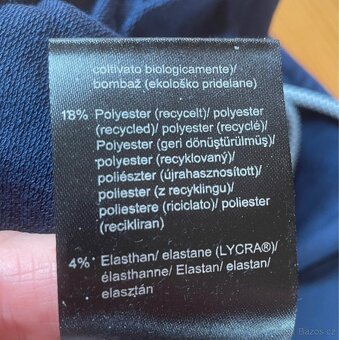 coltivato biologicamente)/
bombaž (ekološko pridelane)
18% Polyester (recycelt)/ polyester
(recycled)/ polyester (recyclé)/
Polyester (geri dönüştürülmüş)/
polyester (recyklovaný)/
poliészter (újrahasznosított)/
poliester (z recyklingu)/
poliestere (riciclato)/ poliester
(recikliran)
4% Elasthan/ elastane (LYCRA®)/
élasthanne/ Elastan/ elastan/
elasztán
Bazoš.cz